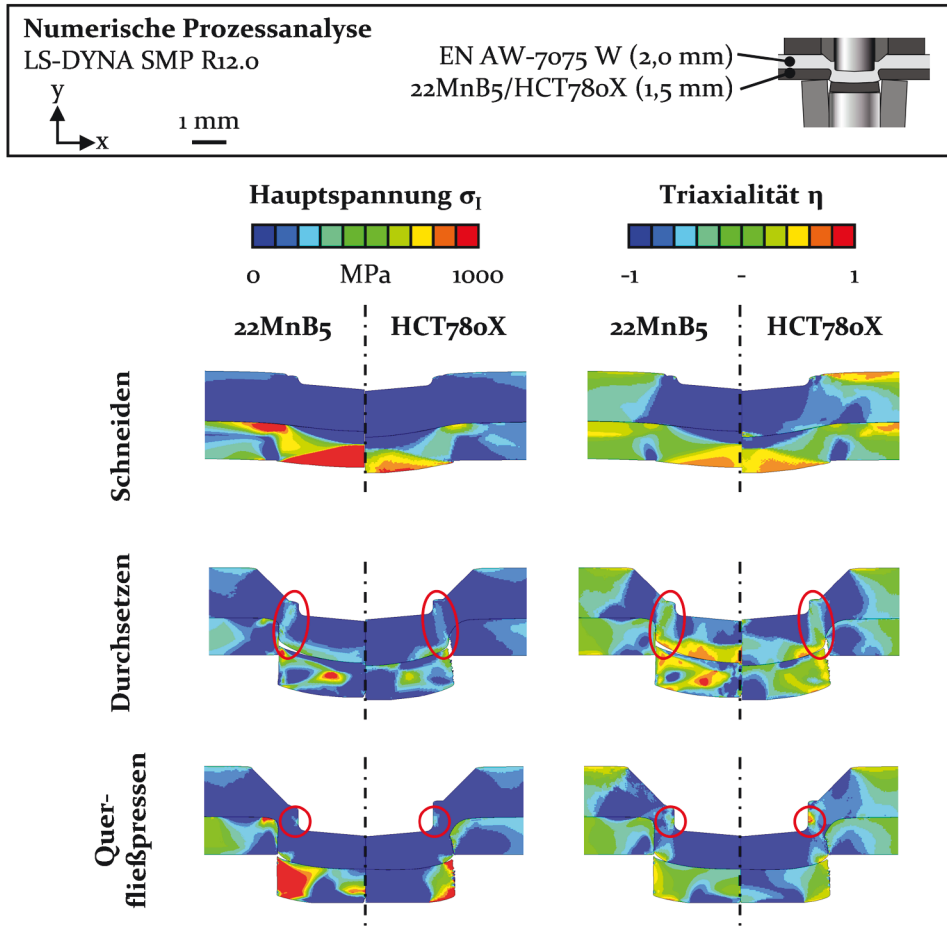 Numerische Prozessanalyse
LS-DYNA SMP R12.0
y
x
1 mm
EN AW-7075 W (2,0 mm)
22MnB5/HCT780X (1,5 mm)
Hauptspannung σI
0 MPa 1000
Triaxialität η
-1 - 1
22MnB5 HCT780X
22MnB5 HCT780X
Schneiden
Durchsetzen
Quer-
fließpressen